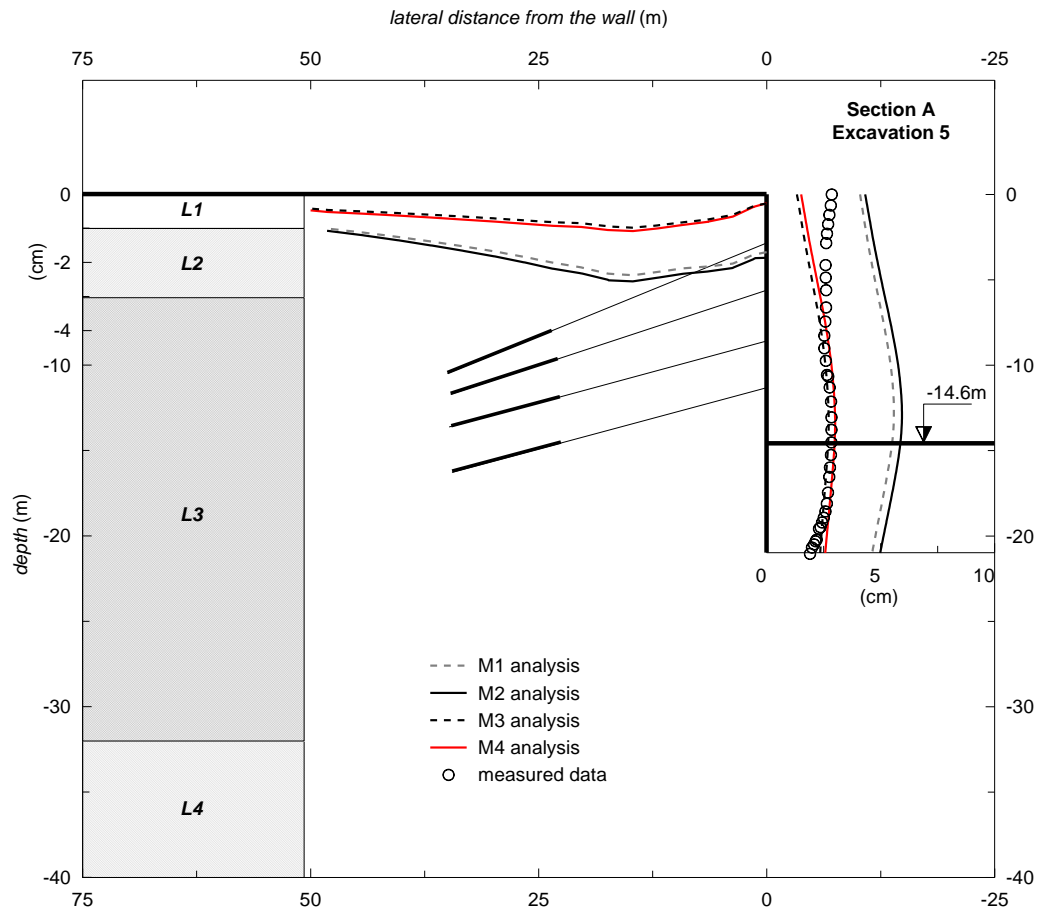 lateral distance from the wall (m)
75 50 25 0 -25
Section A
Excavation 5
0 0
L1
L2
(cm)
-2
-4
-10 -10
-14.6m
L3
depth (m)
-20 -20
0 5 10
(cm)
M1 analysis
M2 analysis
M3 analysis
M4 analysis
measured data
-30 -30
L4
-40 -40
75 50 25 0 -25